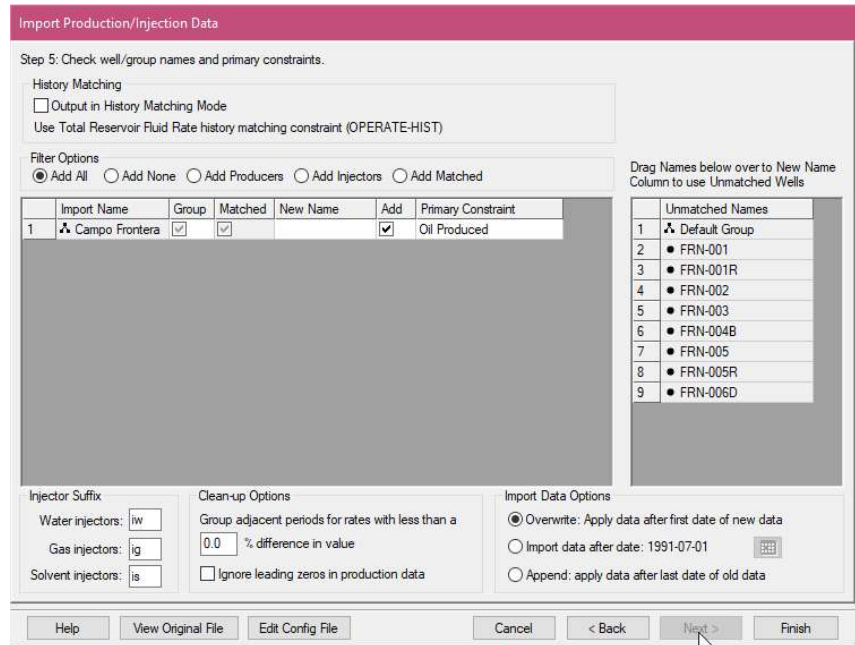 Import Production/Injection Data
Step 5: Check well/group names and primary constraints.
History Matching
Output in History Matching Mode
Use Total Reservoir Fluid Rate history matching constraint (OPERATE-HIST)
Filter Options
Add All Add None Add Producers Add Injectors Add Matched
Drag Names below over to New Name
Column to use Unmatched Wells
Import Name Group Matched New Name Add Primary Constraint
1 Campo Frontera Oil Produced
Unmatched Names
1 Default Group
2 FRN-001
3 FRN-001R
4 FRN-002
5 FRN-003
6 FRN-004B
7 FRN-005
8 FRN-005R
9 FRN-006D
Injector Suffix
Water injectors: iw
Gas injectors: ig
Solvent injectors: is
Clean-up Options
Group adjacent periods for rates with less than a
0.0 % difference in value
Ignore leading zeros in production data
Import Data Options
Overwrite: Apply data after first date of new data
Import data after date: 1991-07-01
Append: apply data after last date of old data
Help View Original File Edit Config File Cancel < Back Next > Finish